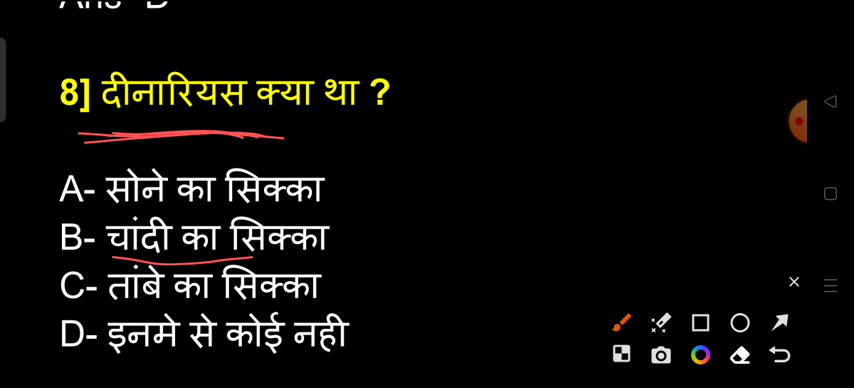 8] दीनारियस क्या था ?
A- सोने का सिक्का
B- चांदी का सिक्का
C- तांबे का सिक्का
D- इनमे से कोई नही